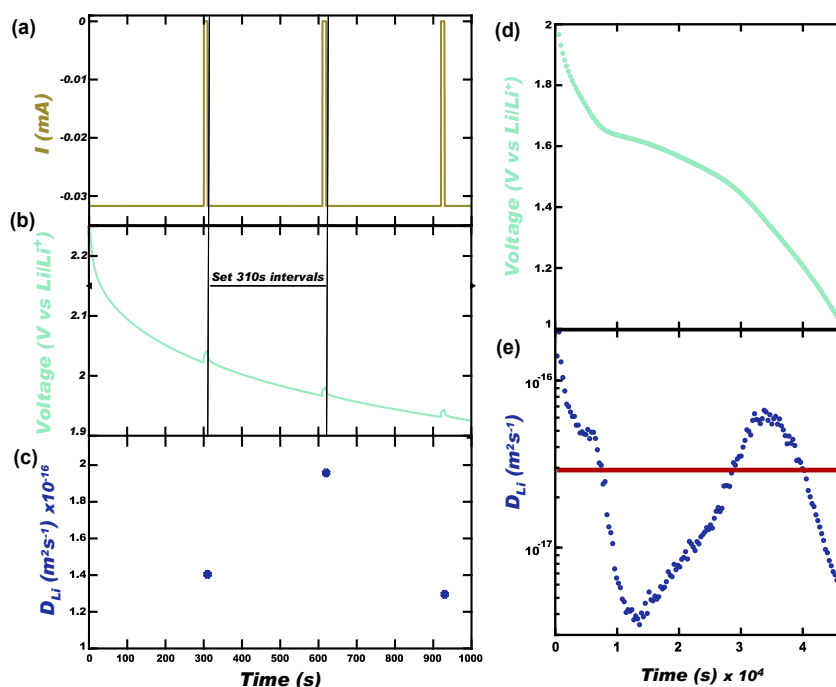 (a)
0
-0.01
-0.02
-0.03
I (mA)
(b)
2.2
2.1
2
1.9
Voltage (V vs Li/Li⁺)
Set 310s intervals
(c)
2
1.8
1.6
1.4
1.2
1
D_Li (m²s⁻¹) x10⁻¹⁶
0 100 200 300 400 500 600 700 800 900 1000
Time (s)
(d)
2
1.8
1.6
1.4
1.2
1
Voltage (V vs Li/Li⁺)
(e)
10⁻¹⁶
10⁻¹⁷
D_Li (m²s⁻¹)
0 1 2 3 4
Time (s) x 10⁴